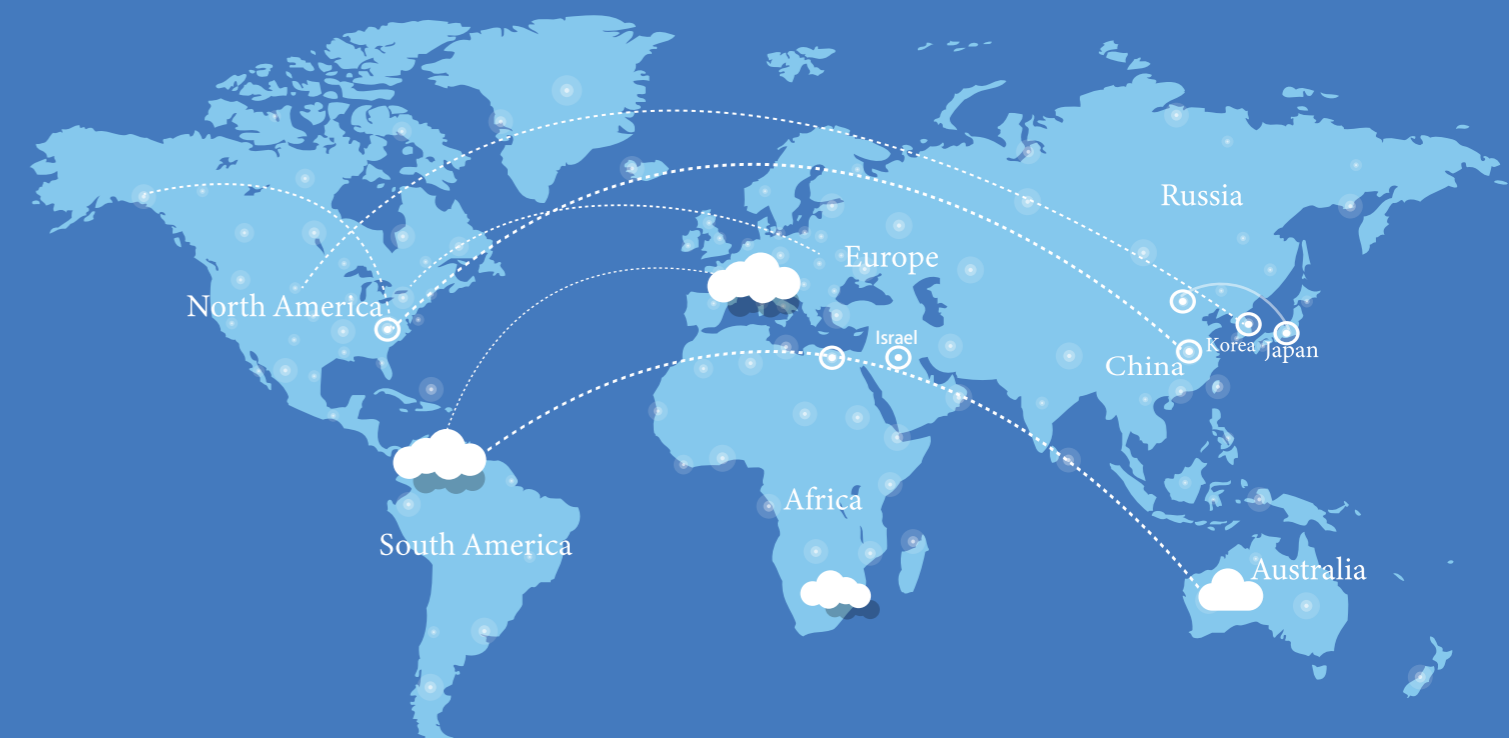 Russia
Europe
North America
Israel
Korea
Japan
China
Africa
South America
Australia